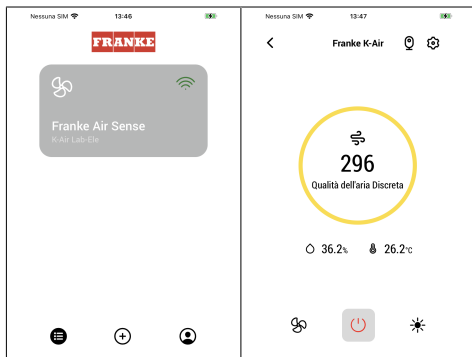 Nessuna SIM 13:46
FRANKE
Franke Air Sense
K-Air Lab-Ele
Nessuna SIM 13:47
Franke K-Air
296
Qualità dell'aria Discreta
36.2% 26.2°C